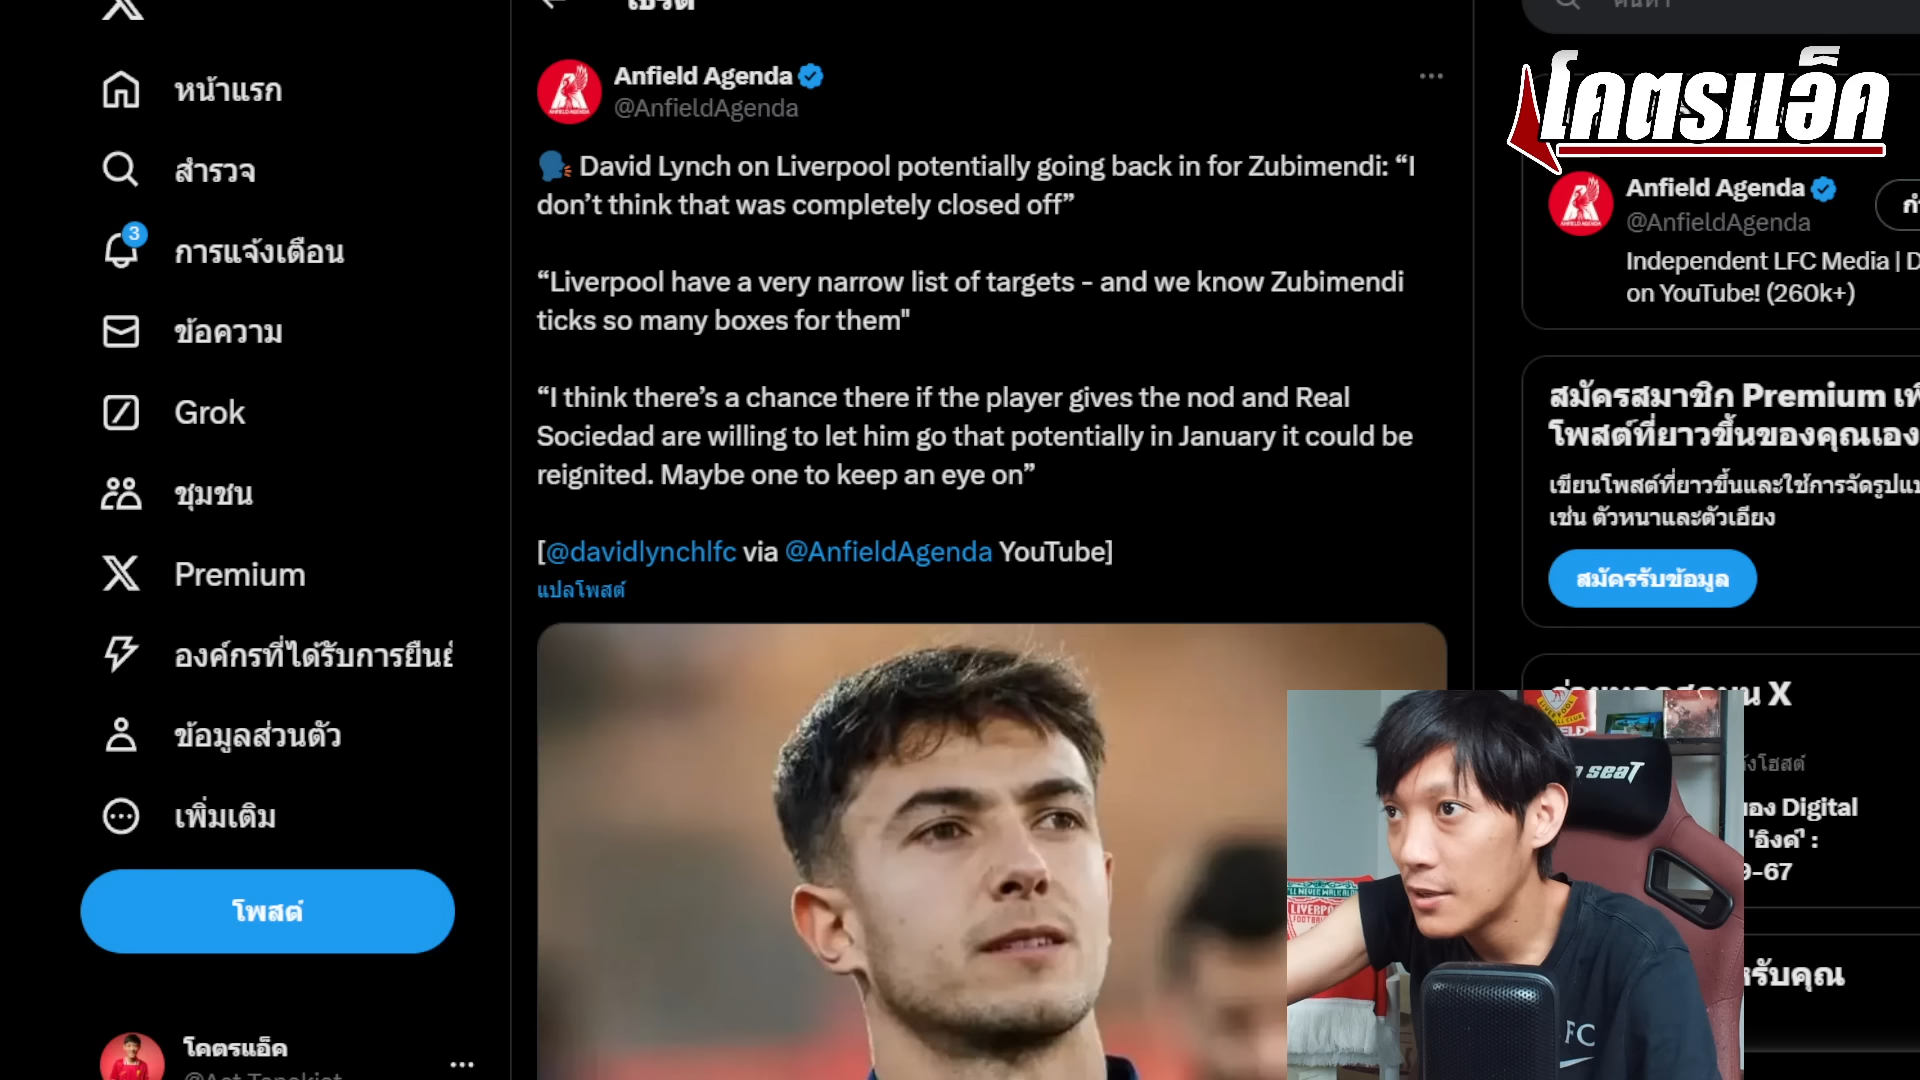 หน้าแรก
สำรวจ
3
การแจ้งเตือน
ข้อความ
Grok
ชุมชน
Premium
องค์กรที่ได้รับการยืนยั
ข้อมูลส่วนตัว
เพิ่มเติม
โพสต์
โคตรแอ็ค
โพสต์
Anfield Agenda
@AnfieldAgenda
🗣️ David Lynch on Liverpool potentially going back in for Zubimendi: “I
don’t think that was completely closed off”
“Liverpool have a very narrow list of targets - and we know Zubimendi
ticks so many boxes for them"
“I think there’s a chance there if the player gives the nod and Real
Sociedad are willing to let him go that potentially in January it could be
reignited. Maybe one to keep an eye on”
[@davidlynchlfc via @AnfieldAgenda YouTube]
แปลโพสต์
ค้นหา
โคตรแอ็ค
Anfield Agenda
@AnfieldAgenda
Independent LFC Media | D
on YouTube! (260k+)
สมัครสมาชิก Premium เพื่
โพสต์ที่ยาวขึ้นของคุณเอง
เขียนโพสต์ที่ยาวขึ้นและใช้การจัดรูปแบ
เช่น ตัวหนาและตัวเอียง
สมัครรับข้อมูล
บน X
Digital
'อิงค์' :
-67
หรับคุณ
SEAT
LIVERPOOL
FC